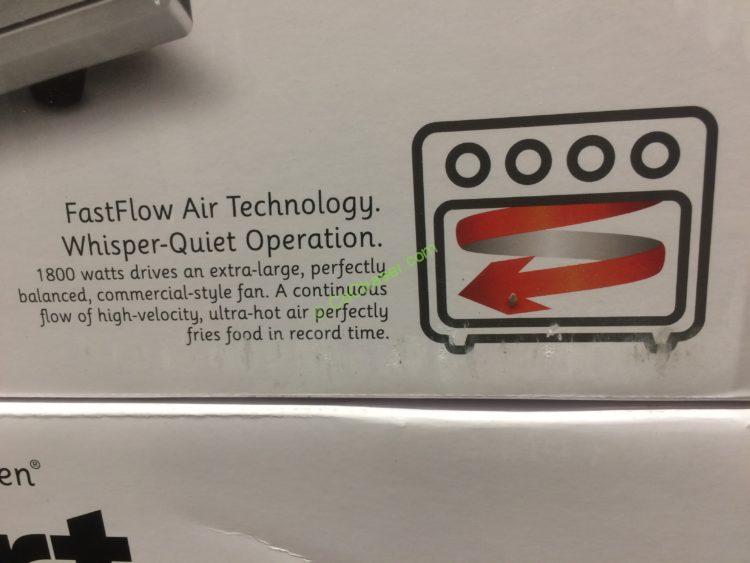 FastFlow Air Technology.
Whisper-Quiet Operation.
1800 watts drives an extra-large, perfectly
balanced, commercial-style fan. A continuous
flow of high-velocity, ultra-hot air perfectly
fries food in record time.
en®
rt